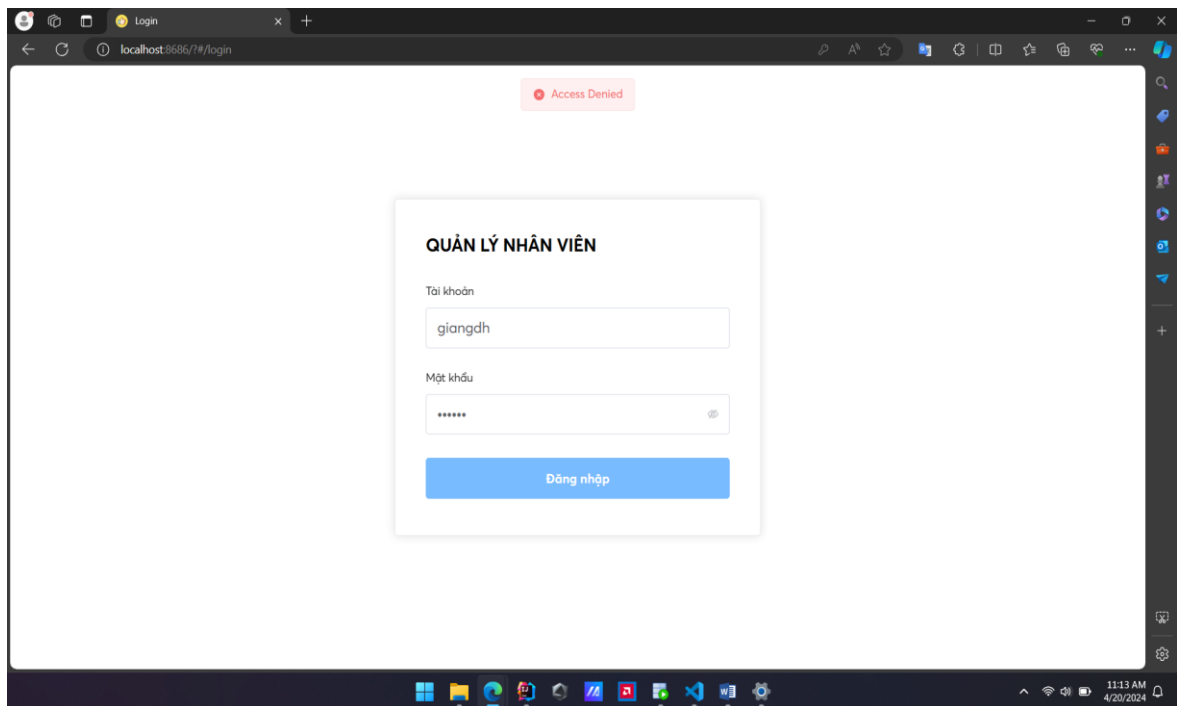 Login
localhost:8686/?#/login
Access Denied
QUẢN LÝ NHÂN VIÊN
Tài khoản
giangdh
Mật khẩu
••••••
Đăng nhập
11:13 AM
4/20/2024